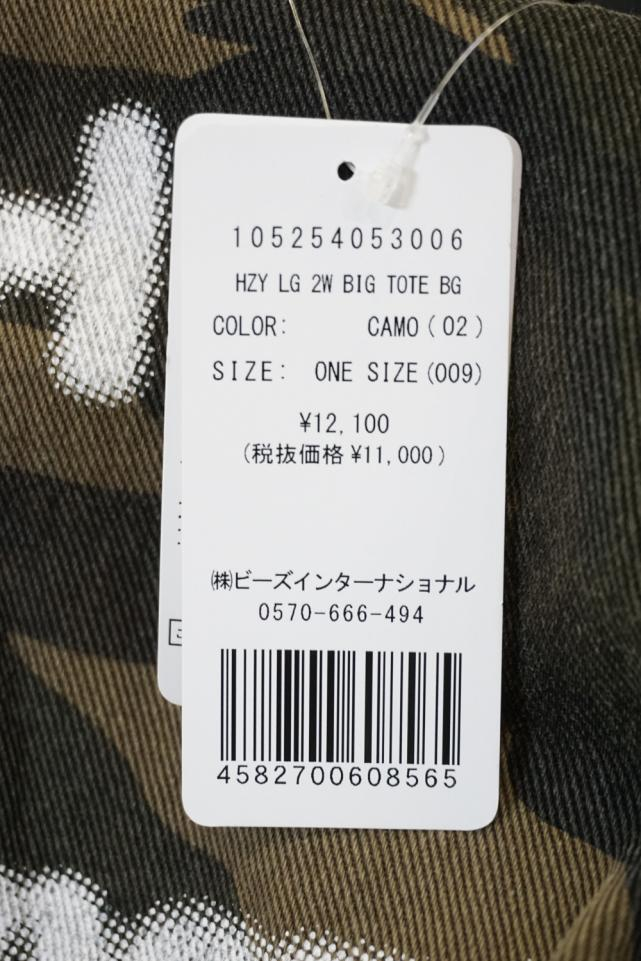 105254053006
HZY LG 2W BIG TOTE BG
COLOR: CAMO(02)
SIZE: ONE SIZE(009)
¥12,100
(税抜価格¥11,000)
㈱ビーズインターナショナル
0570-666-494
4582700608565